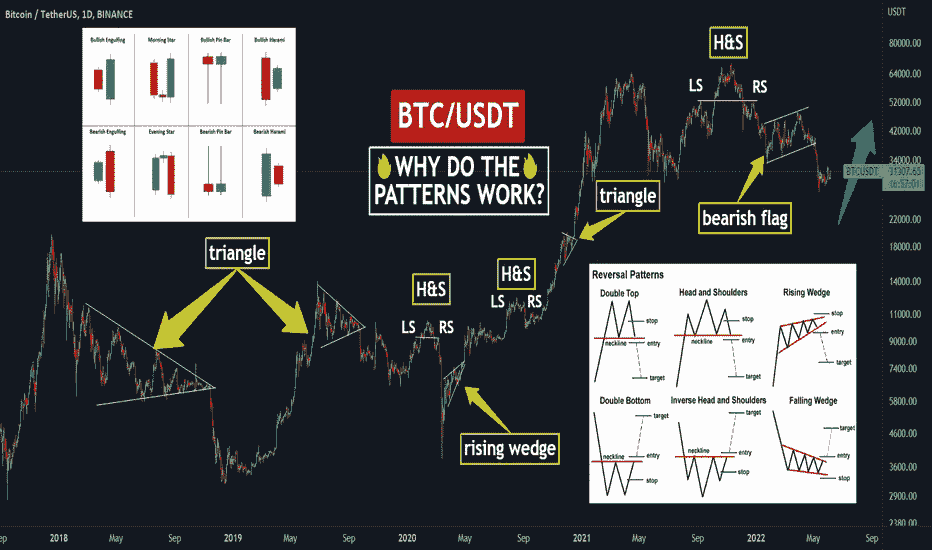 Bitcoin / TetherUS, 1D, BINANCE
USDT
Bullish Engulfing
Morning Star
Bullish Pin Bar
Bullish Harami
Bearish Engulfing
Evening Star
Bearish Pin Bar
Bearish Harami
BTC/USDT
WHY DO THE
PATTERNS WORK?
H&S
LS
RS
triangle
bearish flag
triangle
H&S
LS
RS
H&S
LS
RS
rising wedge
Reversal Patterns
Double Top
stop
neckline
entry
target
Head and Shoulders
stop
neckline
entry
target
Rising Wedge
stop
entry
target
Double Bottom
target
neckline
entry
stop
Inverse Head and Shoulders
target
neckline
entry
stop
Falling Wedge
target
entry
stop
80000.00
64000.00
52000.00
42000.00
34000.00
BTCUSDT
22000.00
18000.00
14000.00
11000.00
9000.00
7400.00
5800.00
4600.00
3600.00
2900.00
2280.00
2018
May
Sep
2019
May
Sep
2020
May
Sep
2021
May
Sep
2022
May
Sep